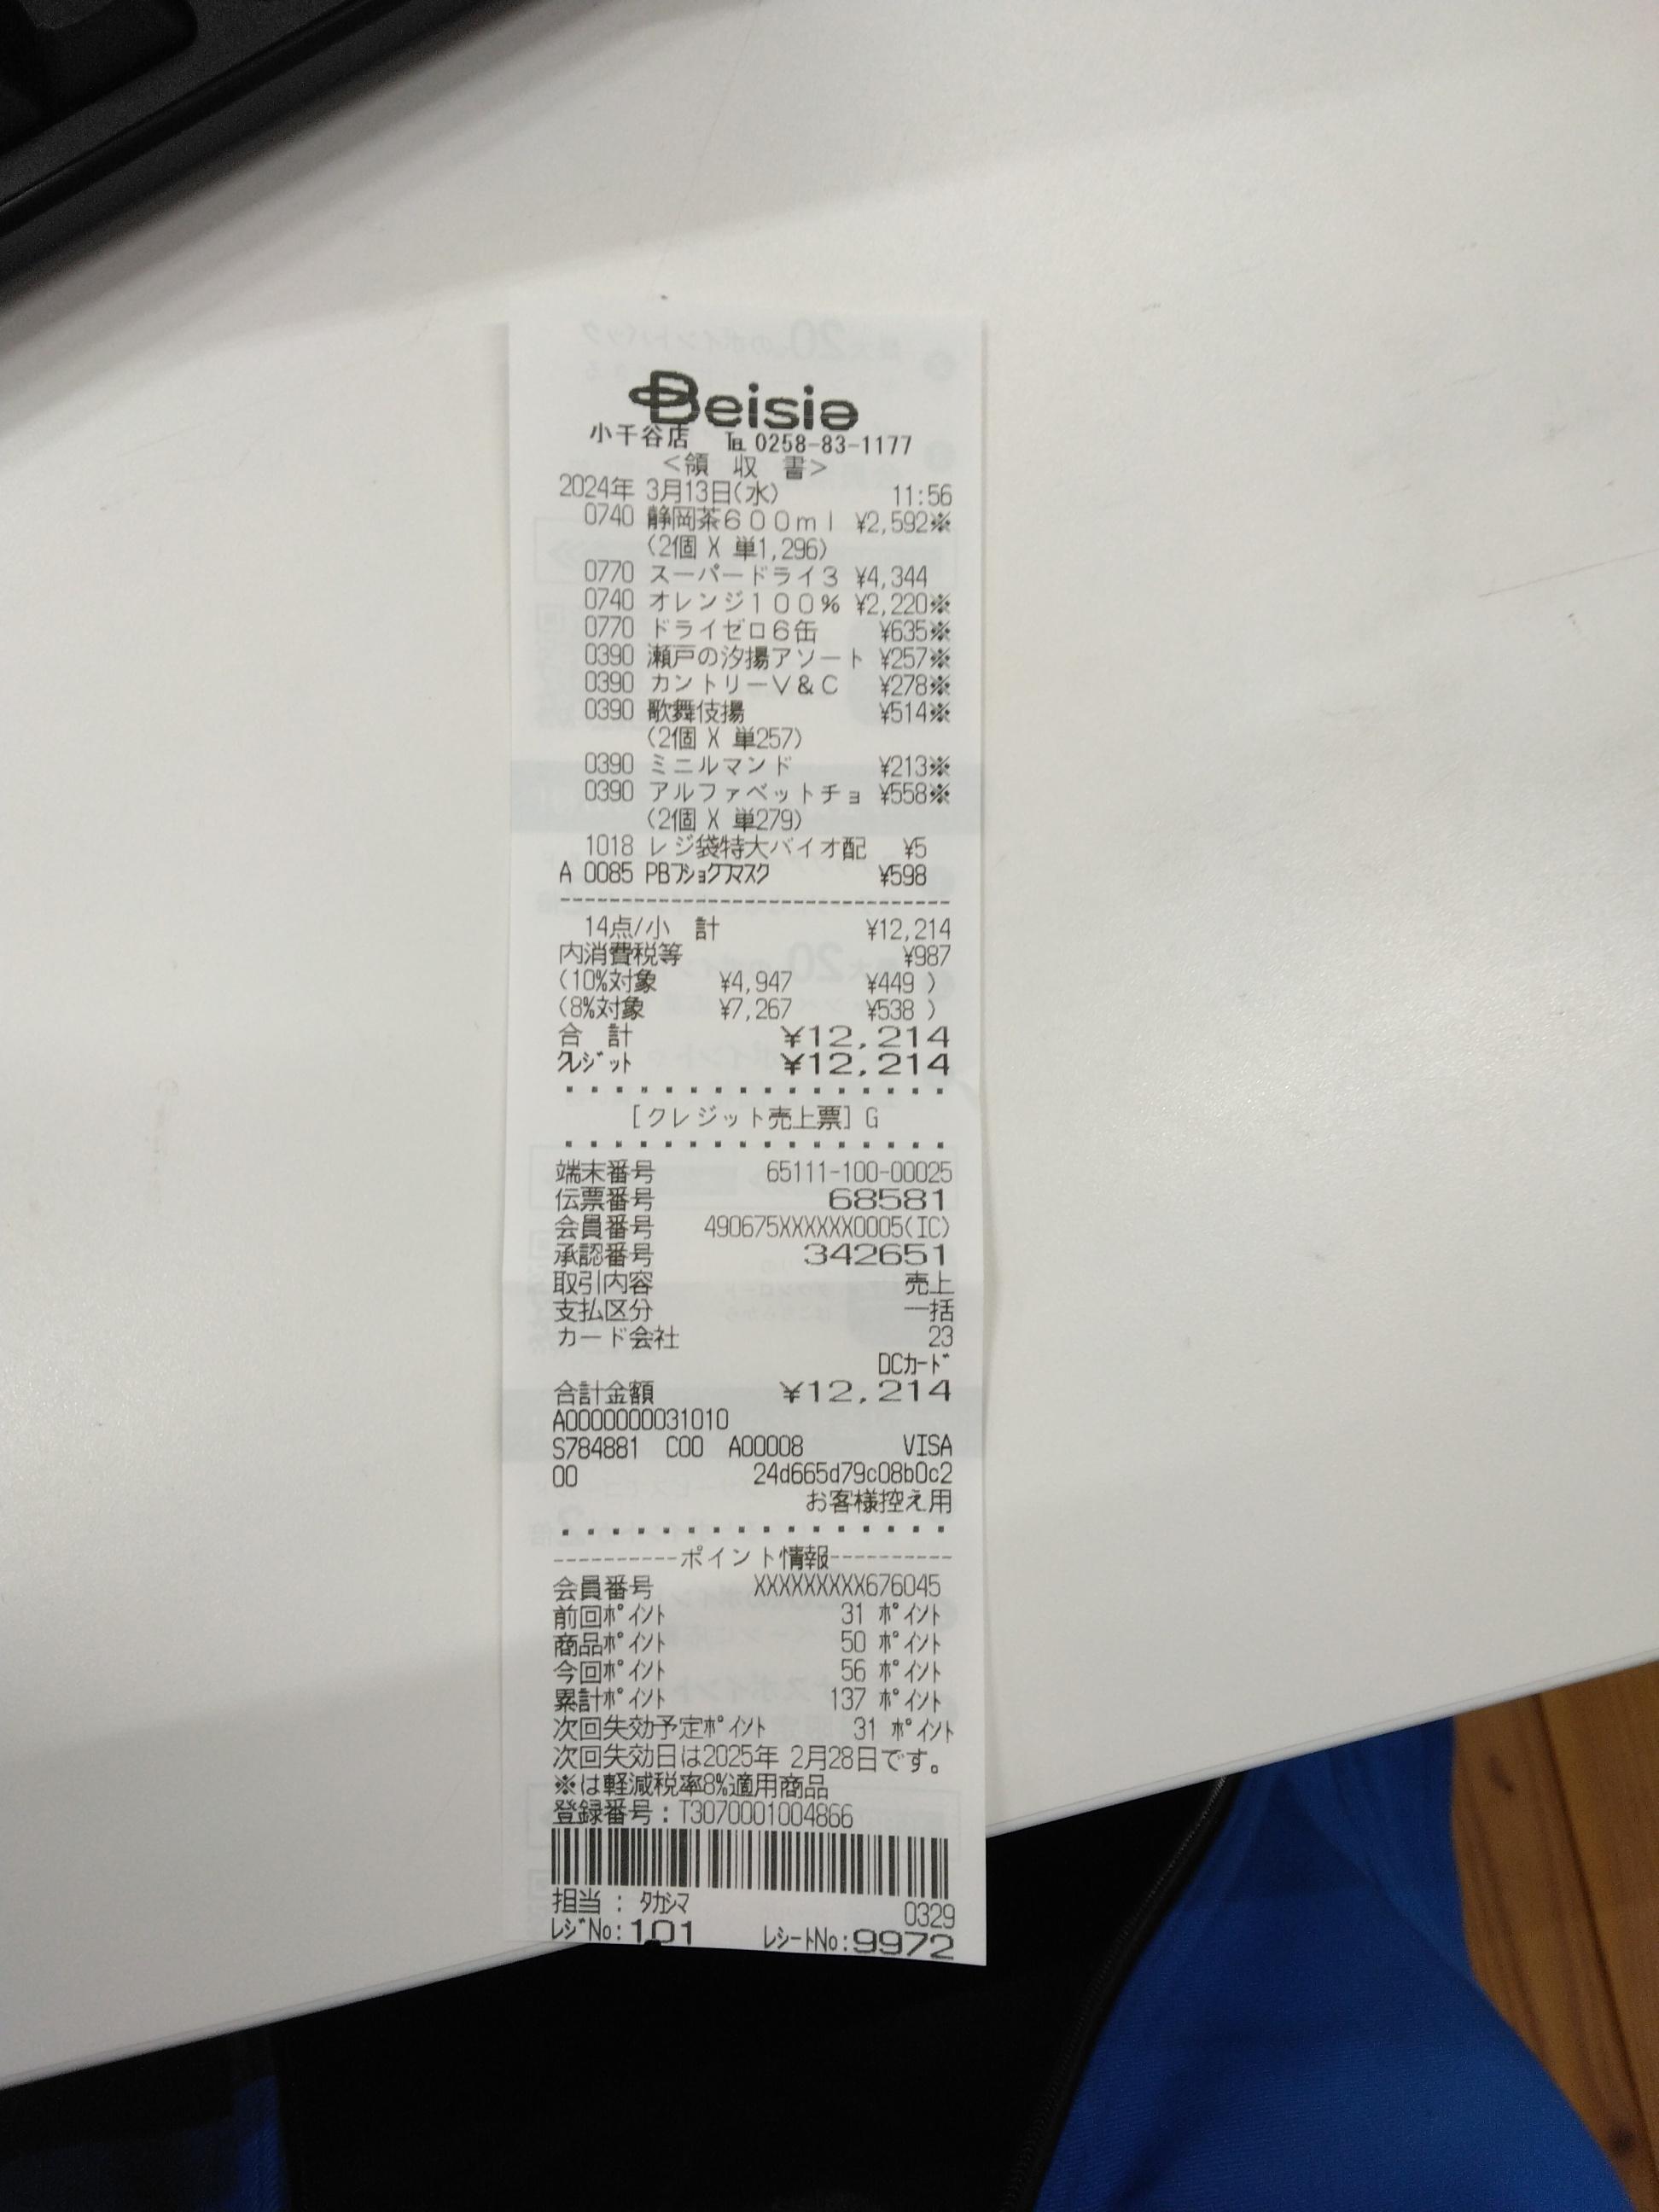 Beisia
小千谷店 ℡ 0258-83-1177
<領 収 書>
2024年 3月13日(水) 11:56
0740 静岡茶600ml ¥2,592※
(2個 X 単1,296)
0770 スーパードライ3 ¥4,344
0740 オレンジ100% ¥2,220※
0770 ドライゼロ6缶 ¥635※
0390 瀬戸の汐揚アソート ¥257※
0390 カントリーV&C ¥278※
0390 歌舞伎揚 ¥514※
(2個 X 単257)
0390 ミニルマンド ¥213※
0390 アルファベットチョ ¥558※
(2個 X 単279)
1018 レジ袋特大バイオ配 ¥5
A 0085 PBフショクフマスク ¥598
14点/小 計 ¥12,214
内消費税等 ¥987
(10%対象 ¥4,947 ¥449 )
(8%対象 ¥7,267 ¥538 )
合 計 ¥12,214
クレジット ¥12,214
[クレジット売上票] G
端末番号 65111-100-00025
伝票番号 68581
会員番号 490675XXXXXX0005(IC)
承認番号 342651
取引内容 売上
支払区分 一括
カード会社 23
DCカード
合計金額 ¥12,214
A0000000031010
S784881 C00 A00008 VISA
00 24d665d79c08b0c2
お客様控え用
----------ポイント情報----------
会員番号 XXXXXXXXX676045
前回ポイント 31 ポイント
商品ポイント 50 ポイント
今回ポイント 56 ポイント
累計ポイント 137 ポイント
次回失効予定ポイント 31 ポイント
次回失効日は2025年 2月28日です。
※は軽減税率8%適用商品
登録番号:T3070001004866
担当 : タカシマ 0329
レジNo:101 レシートNo:9972